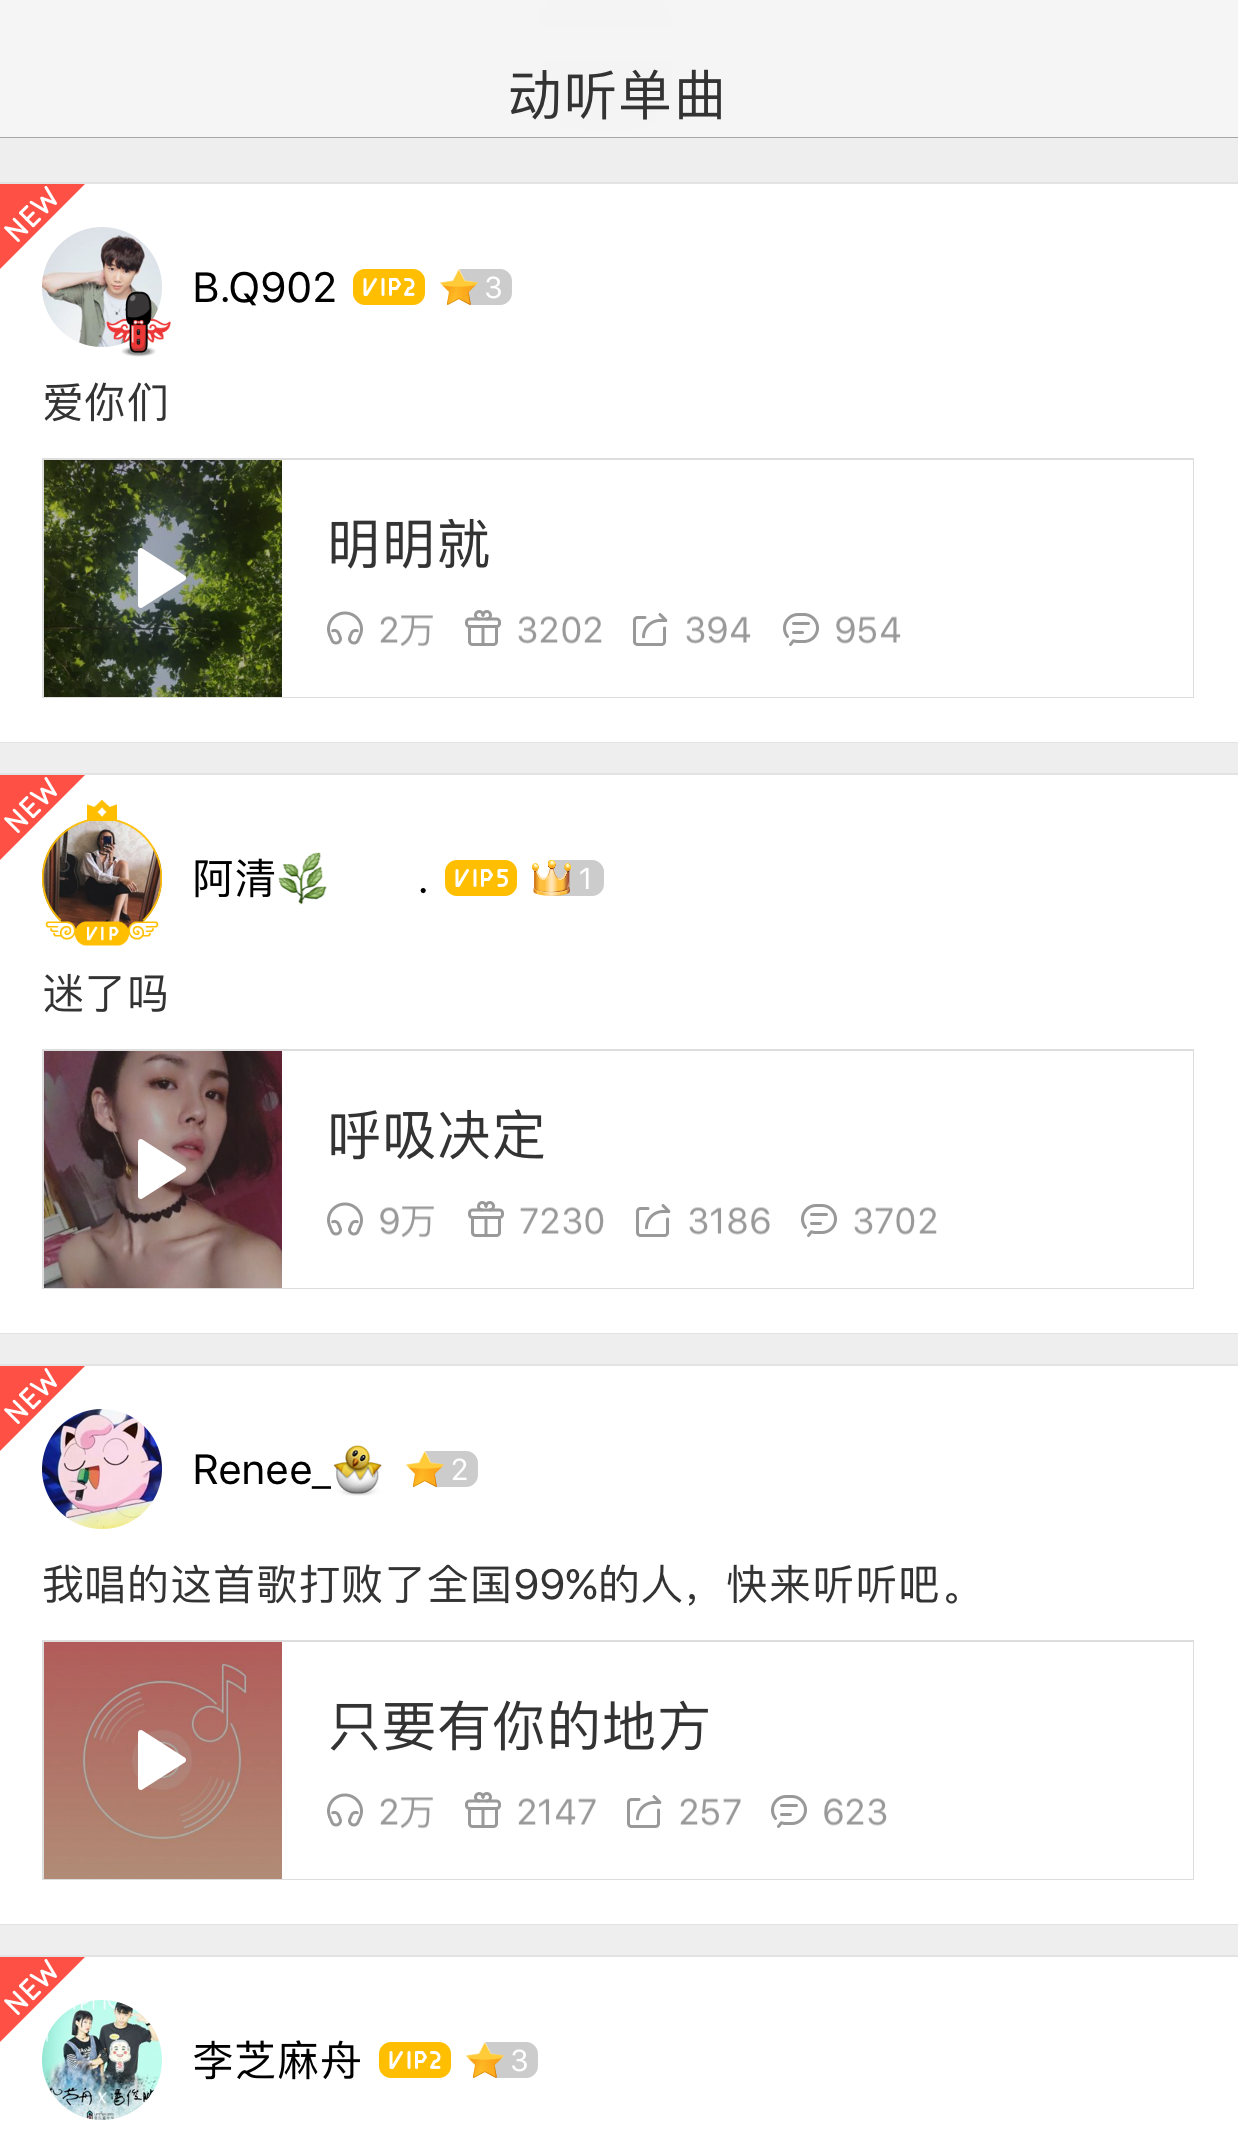 动听单曲
NEW
B.Q902 VIP2 3
爱你们
明明就
2万 3202 394 954
NEW
阿清🌿 . VIP5 1
VIP
迷了吗
呼吸决定
9万 7230 3186 3702
NEW
Renee_🐣 2
我唱的这首歌打败了全国99%的人，快来听听吧。
只要有你的地方
2万 2147 257 623
NEW
李芝麻舟 VIP2 3